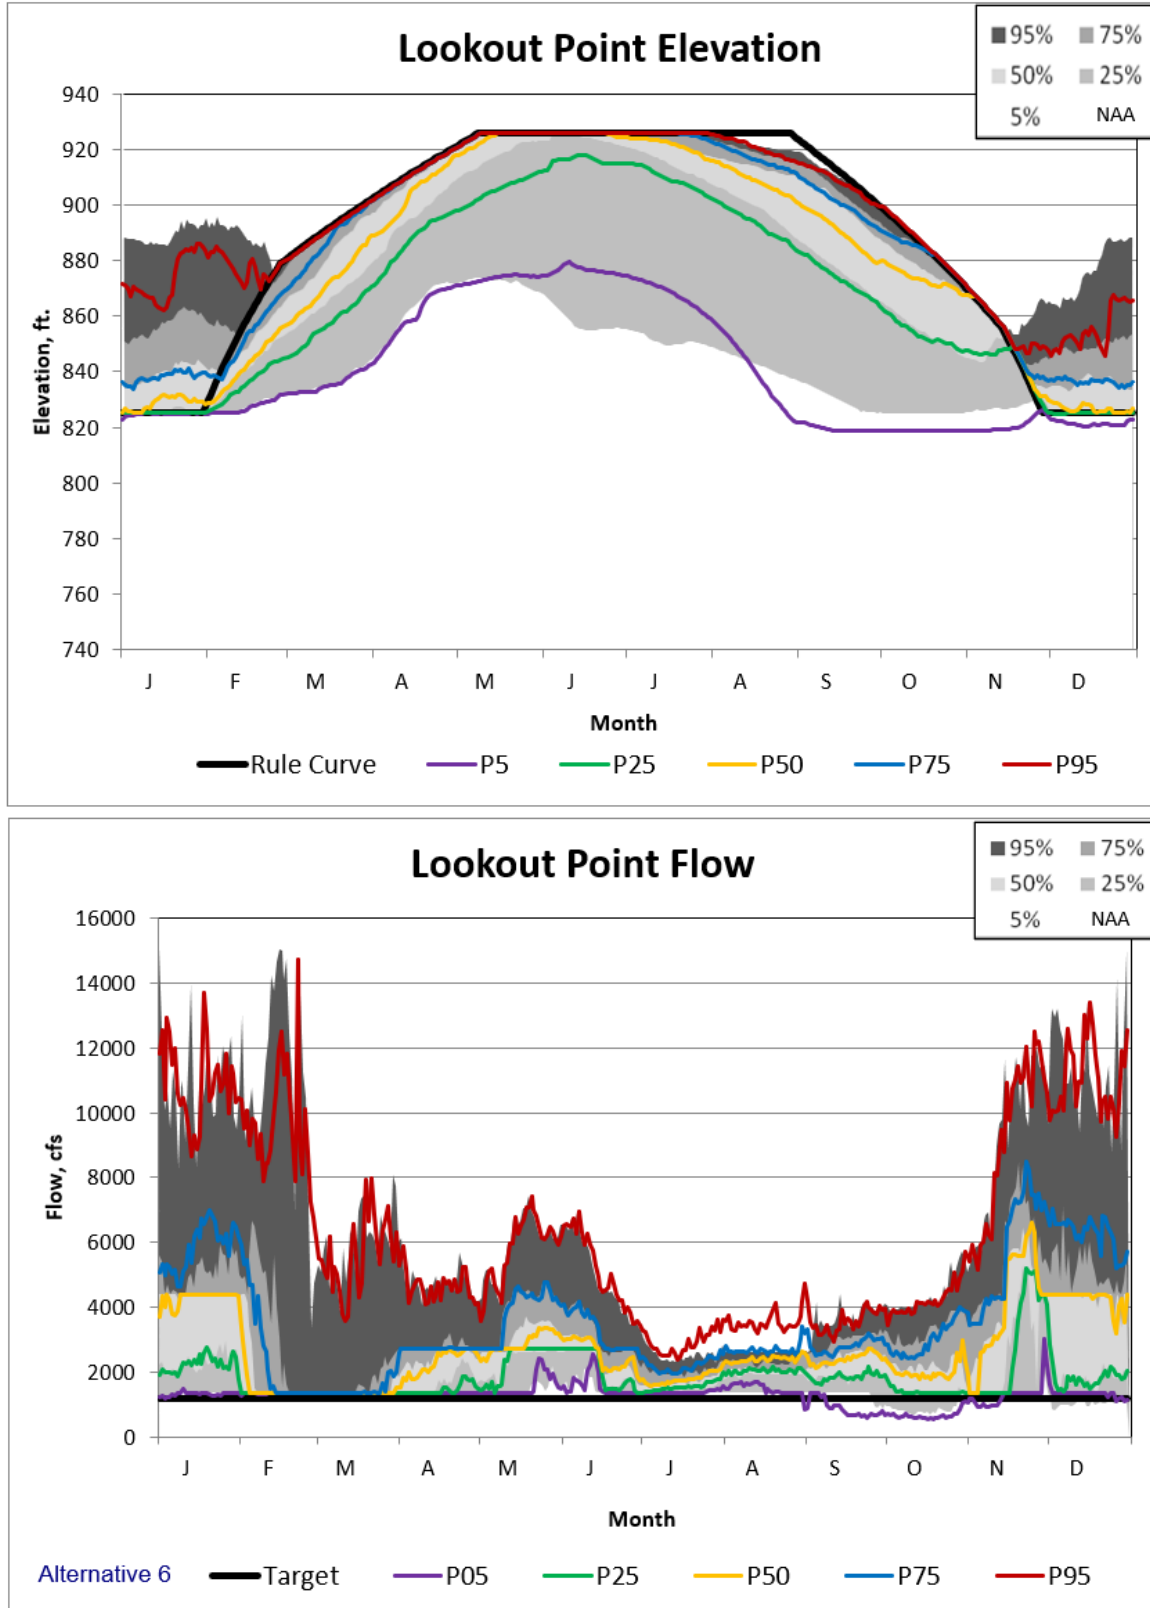 Lookout Point Elevation
95% 75%
50% 25%
5% NAA
940
920
900
880
860
840
820
800
780
760
740
Elevation, ft.
J F M A M J J A S O N D
Month
Rule Curve P5 P25 P50 P75 P95
Lookout Point Flow
95% 75%
50% 25%
5% NAA
16000
14000
12000
10000
8000
6000
4000
2000
0
Flow, cfs
J F M A M J J A S O N D
Month
Alternative 6 Target P05 P25 P50 P75 P95